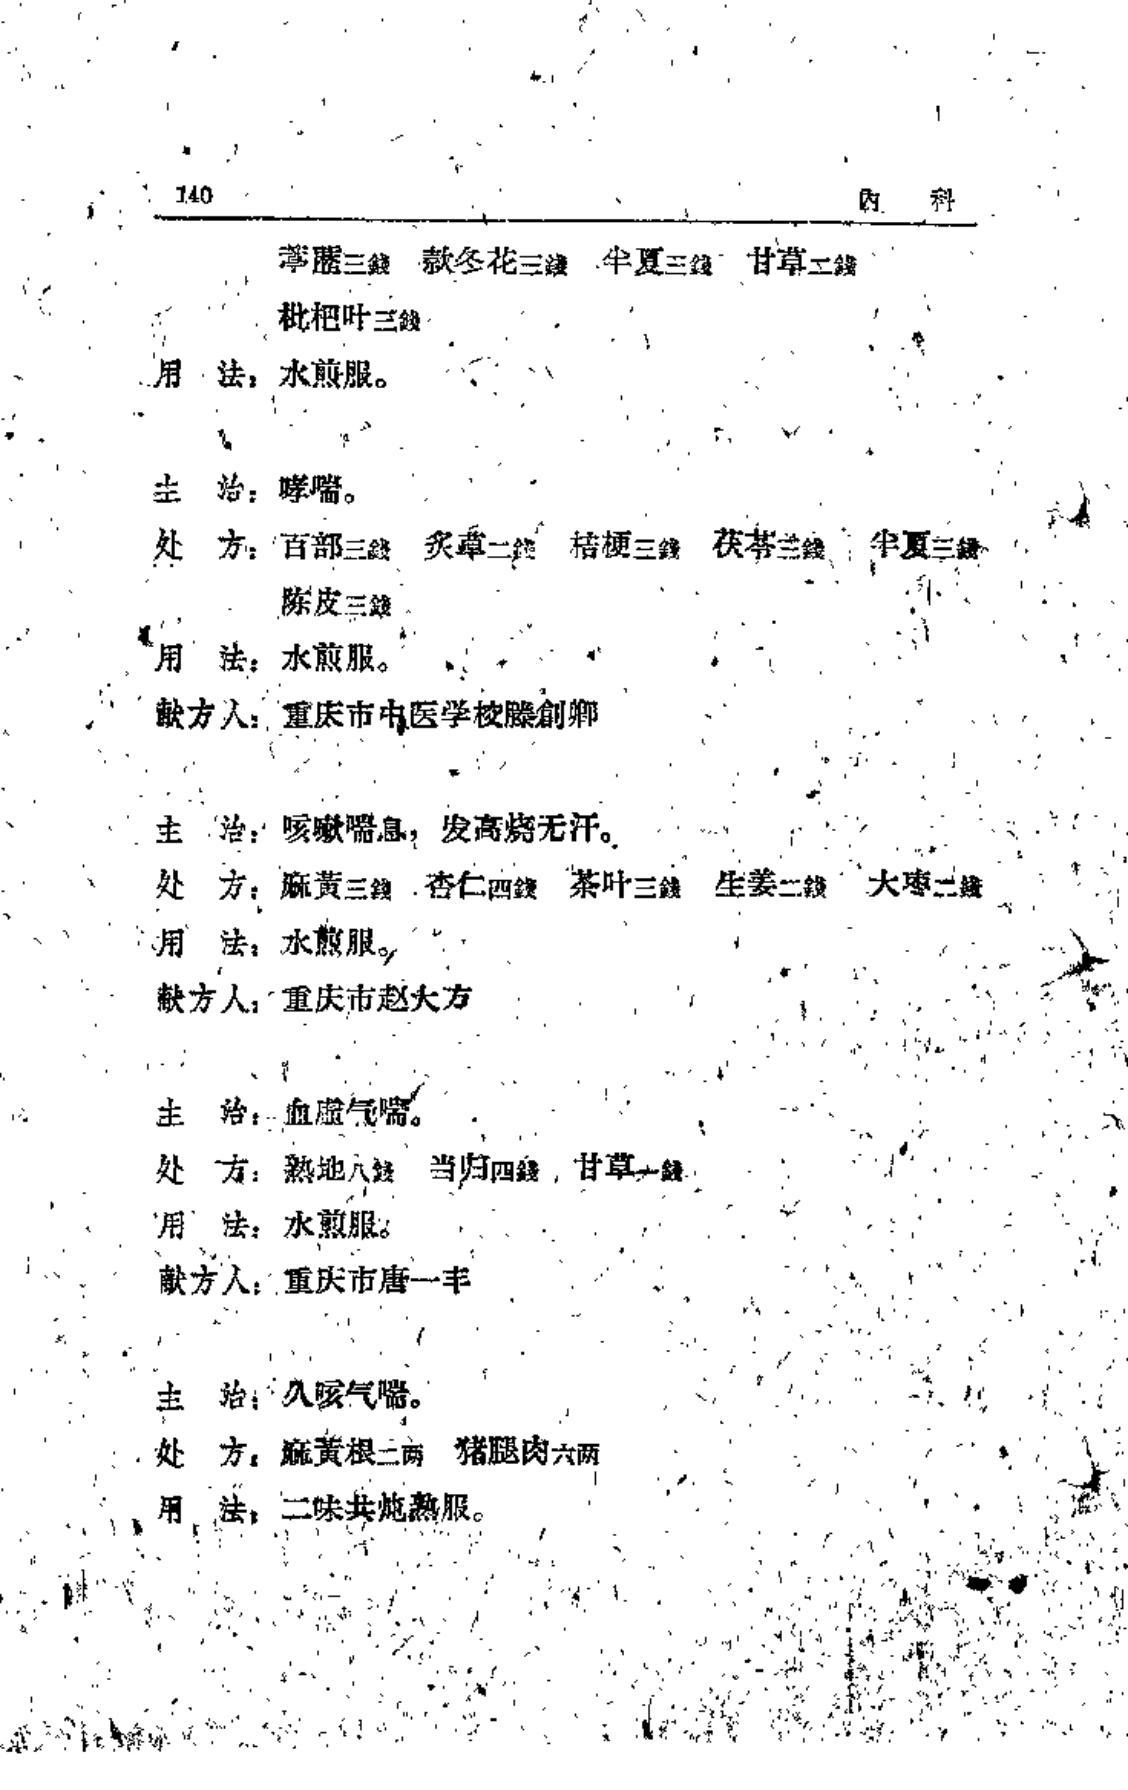 140
內 科
葶藶三錢 款冬花三錢 半夏三錢 甘草二錢
枇杷叶三錢
用 法：水煎服。
主 治：哮喘。
处 方：百部三錢 炙草二錢 桔梗三錢 茯苓三錢 半夏三錢
陈皮三錢
用 法：水煎服。
献方人：重庆市中医学校滕創卿
主 治：咳嗽喘息，发高烧无汗。
处 方：麻黃三錢 杏仁四錢 茶叶三錢 生姜二錢 大枣二錢
用 法：水煎服。
献方人：重庆市赵大方
主 治：血虛气喘。
处 方：熟地八錢 当归四錢 甘草一錢
用 法：水煎服。
献方人：重庆市唐一丰
主 治：久咳气喘。
处 方：麻黃根二两 猪腿肉六两
用 法：二味共炖熟服。